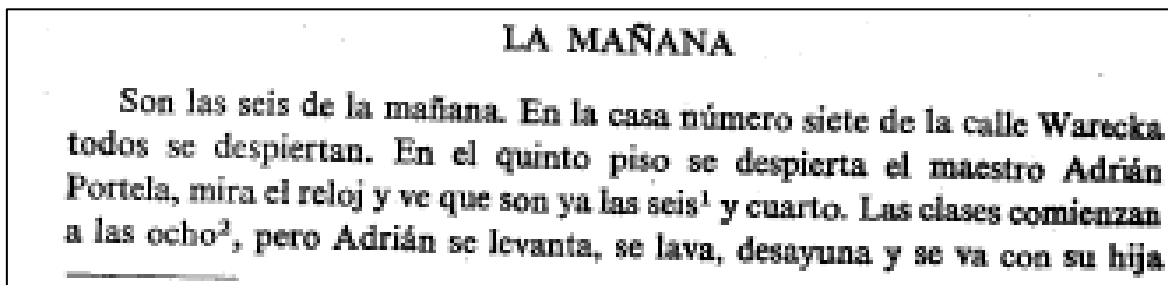 LA MAÑANA
Son las seis de la mañana. En la casa número siete de la calle Warecka
todos se despiertan. En el quinto piso se despierta el maestro Adrián
Portela, mira el reloj y ve que son ya las seis¹ y cuarto. Las clases comienzan
a las ocho², pero Adrián se levanta, se lava, desayuna y se va con su hija